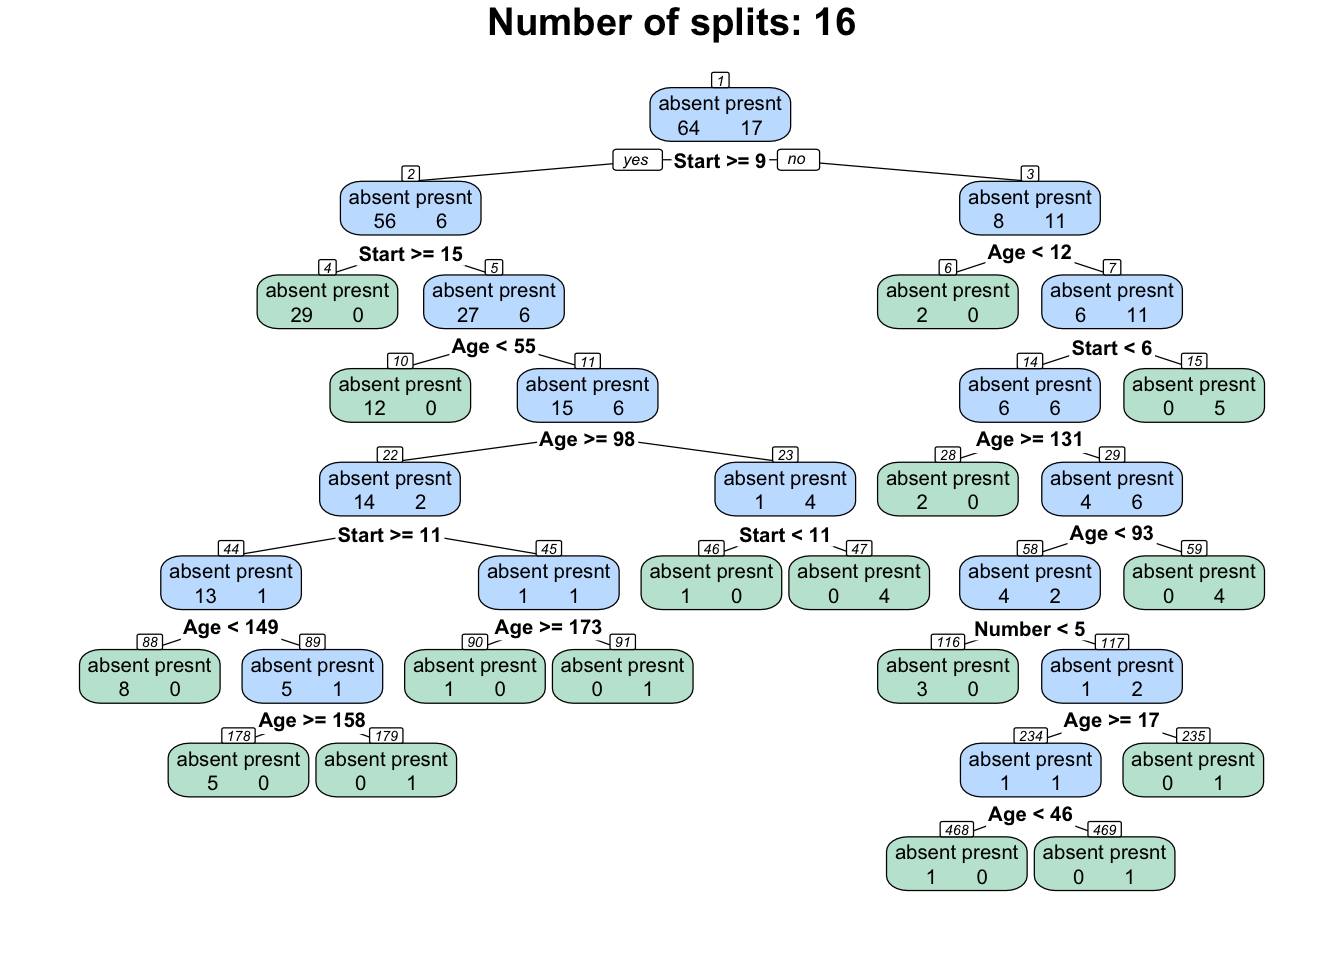 Number of splits: 16
1
absent presnt
64 17
yes Start >= 9 no
2 3
absent presnt absent presnt
56 6 8 11
Start >= 15 Age < 12
4 5 6 7
absent presnt absent presnt absent presnt absent presnt
29 0 27 6 2 0 6 11
Age < 55 Start < 6
10 11 14 15
absent presnt absent presnt absent presnt absent presnt
12 0 15 6 6 6 0 5
Age >= 98 Age >= 131
22 23 28 29
absent presnt absent presnt absent presnt absent presnt
14 2 1 4 2 0 4 6
Start >= 11 Start < 11 Age < 93
44 45 46 47 58 59
absent presnt absent presnt absent presnt absent presnt absent presnt absent presnt
13 1 1 1 1 0 0 4 4 2 0 4
Age < 149 Age >= 173 Number < 5
88 89 90 91 116 117
absent presnt absent presnt absent presnt absent presnt absent presnt absent presnt
8 0 5 1 1 0 0 1 3 0 1 2
Age >= 158 Age >= 17
178 179 234 235
absent presnt absent presnt absent presnt absent presnt
5 0 0 1 1 1 0 1
Age < 46
468 469
absent presnt absent presnt
1 0 0 1